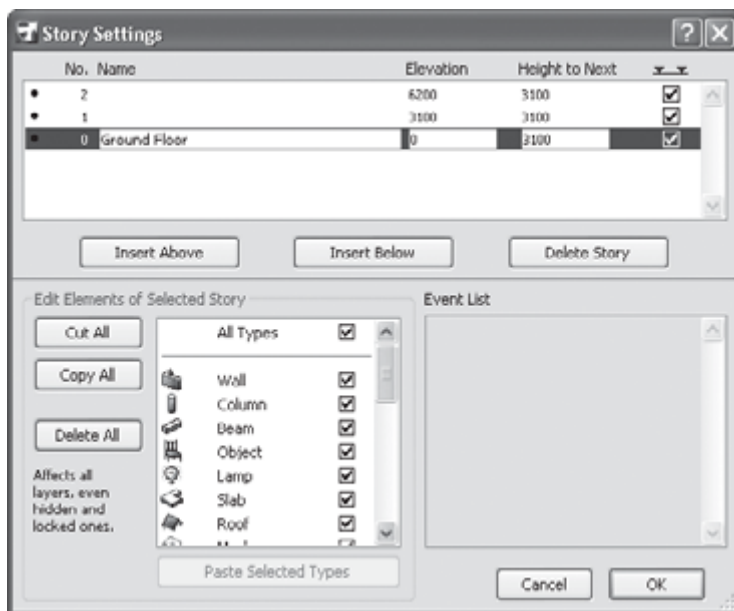 Story Settings
No. Name Elevation Height to Next
2 6200 3100
1 3100 3100
0 Ground Floor 0 3100
Insert Above Insert Below Delete Story
Edit Elements of Selected Story
Cut All
Copy All
Delete All
Affects all
layers, even
hidden and
locked ones.
All Types
Wall
Column
Beam
Object
Lamp
Slab
Roof
Paste Selected Types
Event List
Cancel OK